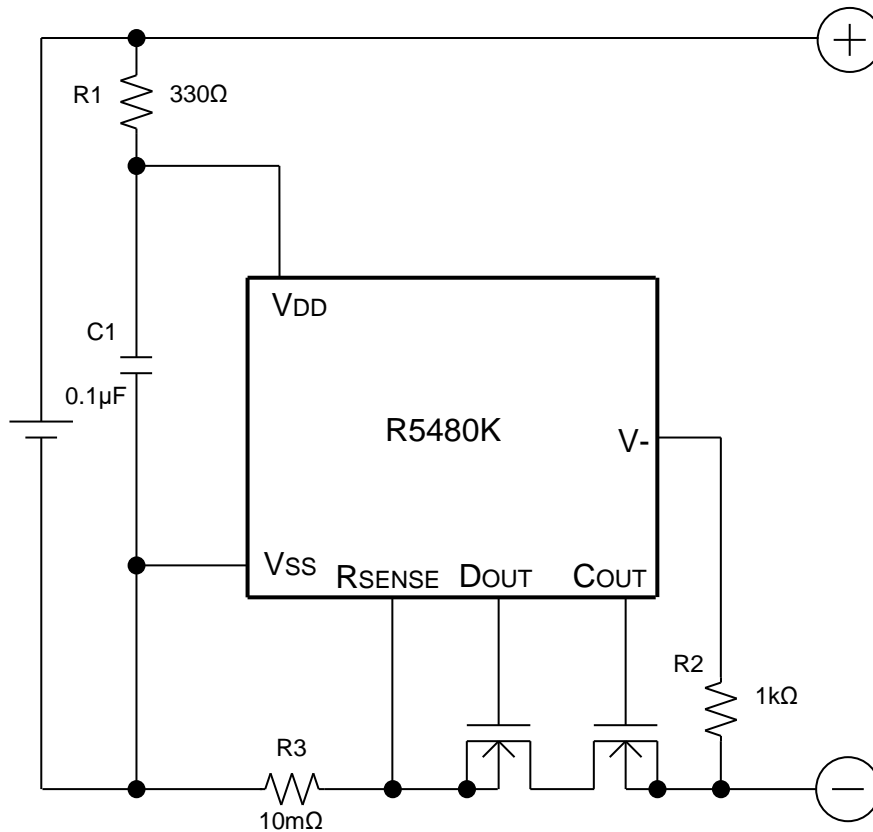 +
R1 330Ω
VDD
C1
0.1µF
R5480K
V-
VSS
RSENSE DOUT COUT
R2
1kΩ
R3
10mΩ
−